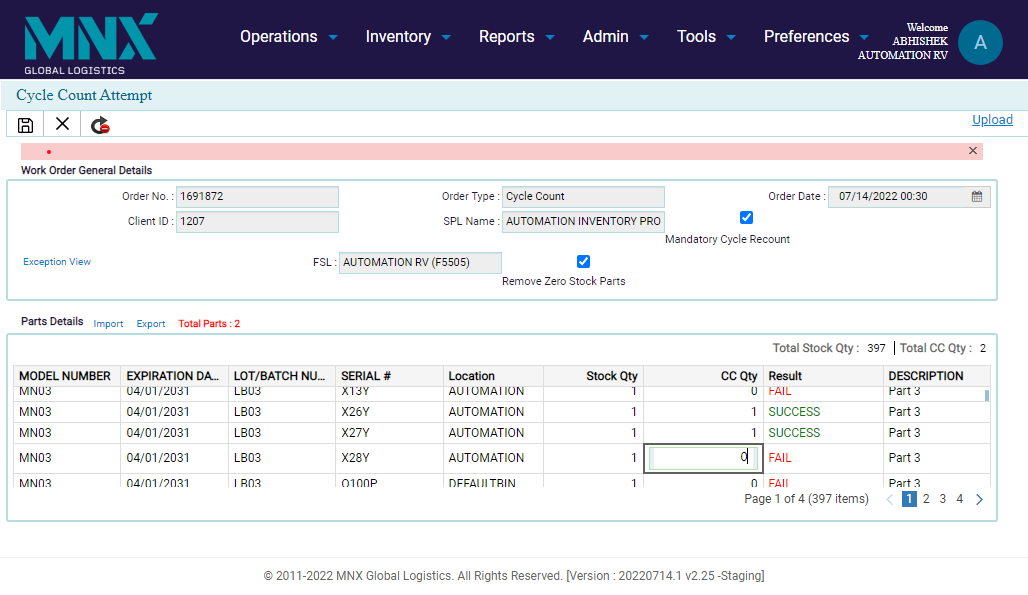 MNX
GLOBAL LOGISTICS
Operations Inventory Reports Admin Tools Preferences
Welcome
ABHISHEK
AUTOMATION RV
A
Cycle Count Attempt
Upload
Work Order General Details
Order No. : 1691872 Order Type : Cycle Count Order Date : 07/14/2022 00:30
Client ID : 1207 SPL Name : AUTOMATION INVENTORY PRO
Mandatory Cycle Recount
Exception View FSL : AUTOMATION RV (F5505)
Remove Zero Stock Parts
Parts Details Import Export Total Parts : 2
Total Stock Qty : 397 Total CC Qty : 2
MODEL NUMBER EXPIRATION DA... LOT/BATCH NU... SERIAL # Location Stock Qty CC Qty Result DESCRIPTION
MN03 04/01/2031 LB03 X13Y AUTOMATION 1 0 FAIL Part 3
MN03 04/01/2031 LB03 X26Y AUTOMATION 1 1 SUCCESS Part 3
MN03 04/01/2031 LB03 X27Y AUTOMATION 1 1 SUCCESS Part 3
MN03 04/01/2031 LB03 X28Y AUTOMATION 1 0 FAIL Part 3
MN03 04/01/2031 LB03 O100P DEFAULTBIN 1 0 FAIL Part 3
Page 1 of 4 (397 items) 1 2 3 4
© 2011-2022 MNX Global Logistics. All Rights Reserved. [Version : 20220714.1 v2.25 -Staging]